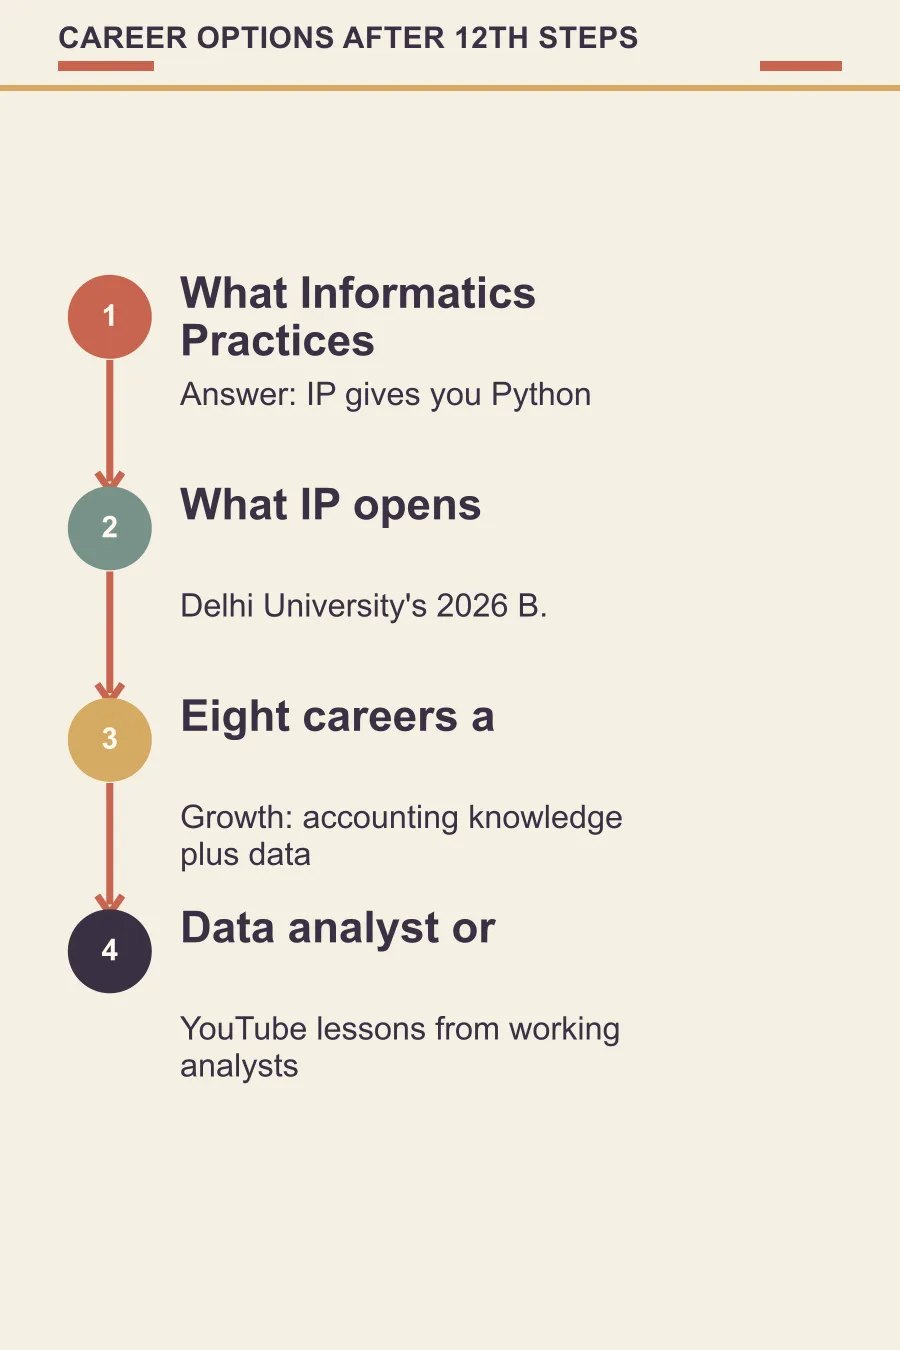 CAREER OPTIONS AFTER 12TH STEPS
1
What Informatics
Practices
Answer: IP gives you Python
2
What IP opens
Delhi University's 2026 B.
3
Eight careers a
Growth: accounting knowledge
plus data
4
Data analyst or
YouTube lessons from working
analysts